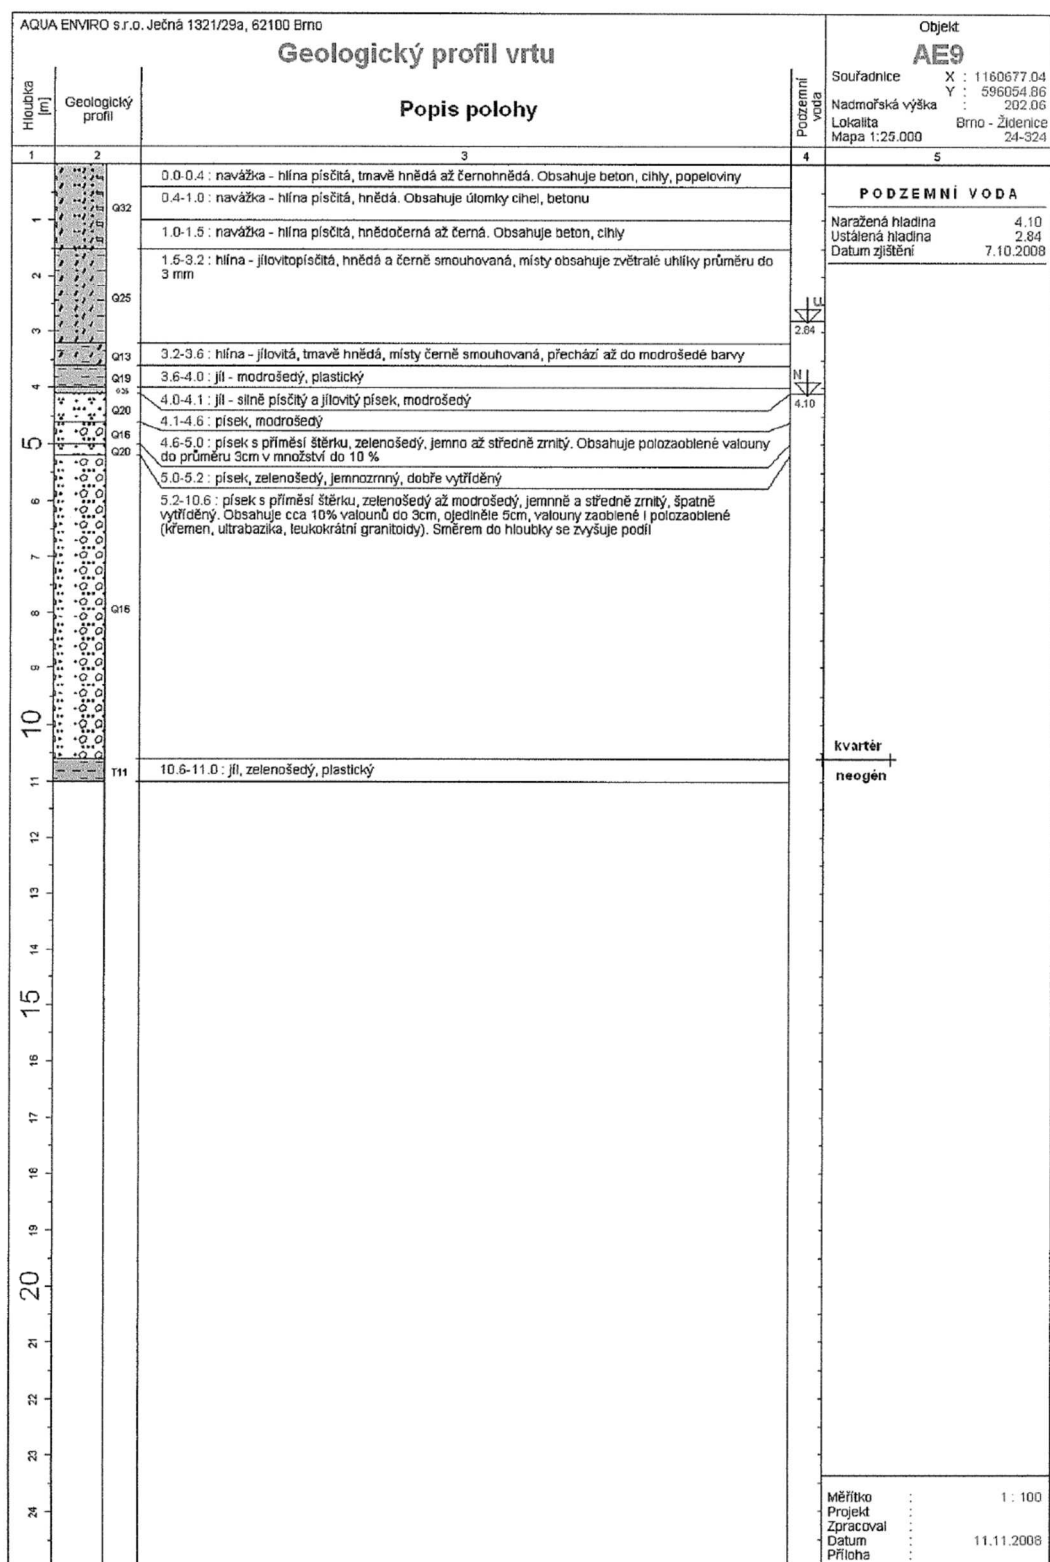 AQUA ENVIRO s.r.o. Ječná 1321/29a, 62100 Brno
Geologický profil vrtu
Objekt
AE9
Souřadnice X : 1160677.04
Y : 596054.86
Nadmořská výška : 202.06
Lokalita Brno - Židenice
Mapa 1:25.000 24-324
Hloubka [m]
Geologický profil
Popis polohy
Podzemní voda
1 2 3 4 5
0.0-0.4 : navážka - hlína písčitá, tmavě hnědá až černohnědá. Obsahuje beton, cihly, popeloviny
Q32
0.4-1.0 : navážka - hlína písčitá, hnědá. Obsahuje úlomky cihel, betonu
1
1.0-1.5 : navážka - hlína písčitá, hnědočerná až černá. Obsahuje beton, cihly
1.5-3.2 : hlína - jílovitopísčitá, hnědá a černě smouhovaná, místy obsahuje zvětralé uhlíky průměru do
3 mm
2
Q25
U
2.84
3
Q13
3.2-3.6 : hlína - jílovitá, tmavě hnědá, místy černě smouhovaná, přechází až do modrošedé barvy
Q19
3.6-4.0 : jíl - modrošedý, plastický
N
4.10
4
4.0-4.1 : jíl - silně písčitý a jílovitý písek, modrošedý
Q20
4.1-4.6 : písek, modrošedý
Q16
4.6-5.0 : písek s příměsí štěrku, zelenošedý, jemno až středně zrnitý. Obsahuje polozaoblené valouny
do průměru 3cm v množství do 10 %
5
Q20
5.0-5.2 : písek, zelenošedý, jemnozrnný, dobře vytříděný
5.2-10.6 : písek s příměsí štěrku, zelenošedý až modrošedý, jemnně a středně zrnitý, špatně
vytříděný. Obsahuje cca 10% valounů do 3cm, ojediněle 5cm, valouny zaoblené i polozaoblené
(křemen, ultrabazika, leukokrátní granitoidy). Směrem do hloubky se zvyšuje podíl
6
7
Q16
8
9
10
T11
10.6-11.0 : jíl, zelenošedý, plastický
11
12
13
14
15
16
17
18
19
20
21
22
23
24
PODZEMNÍ VODA
Naražená hladina 4.10
Ustálená hladina 2.84
Datum zjištění 7.10.2008
kvartér
neogén
Měřítko : 1 : 100
Projekt :
Zpracoval :
Datum : 11.11.2008
Příloha :